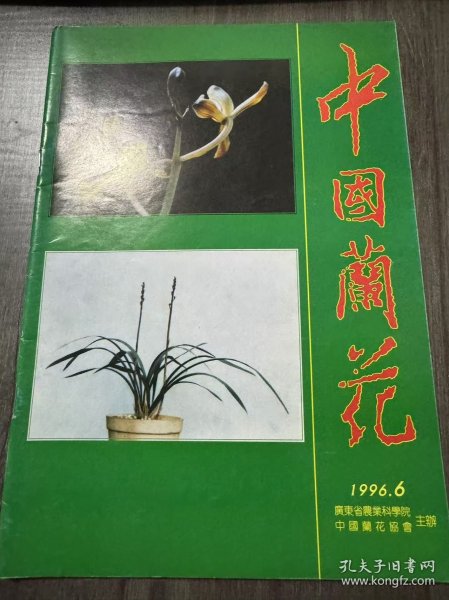 中國蘭花
1996.6
廣東省農業科學院
中國蘭花協會
主辦
孔夫子旧书网
www.kongfz.com